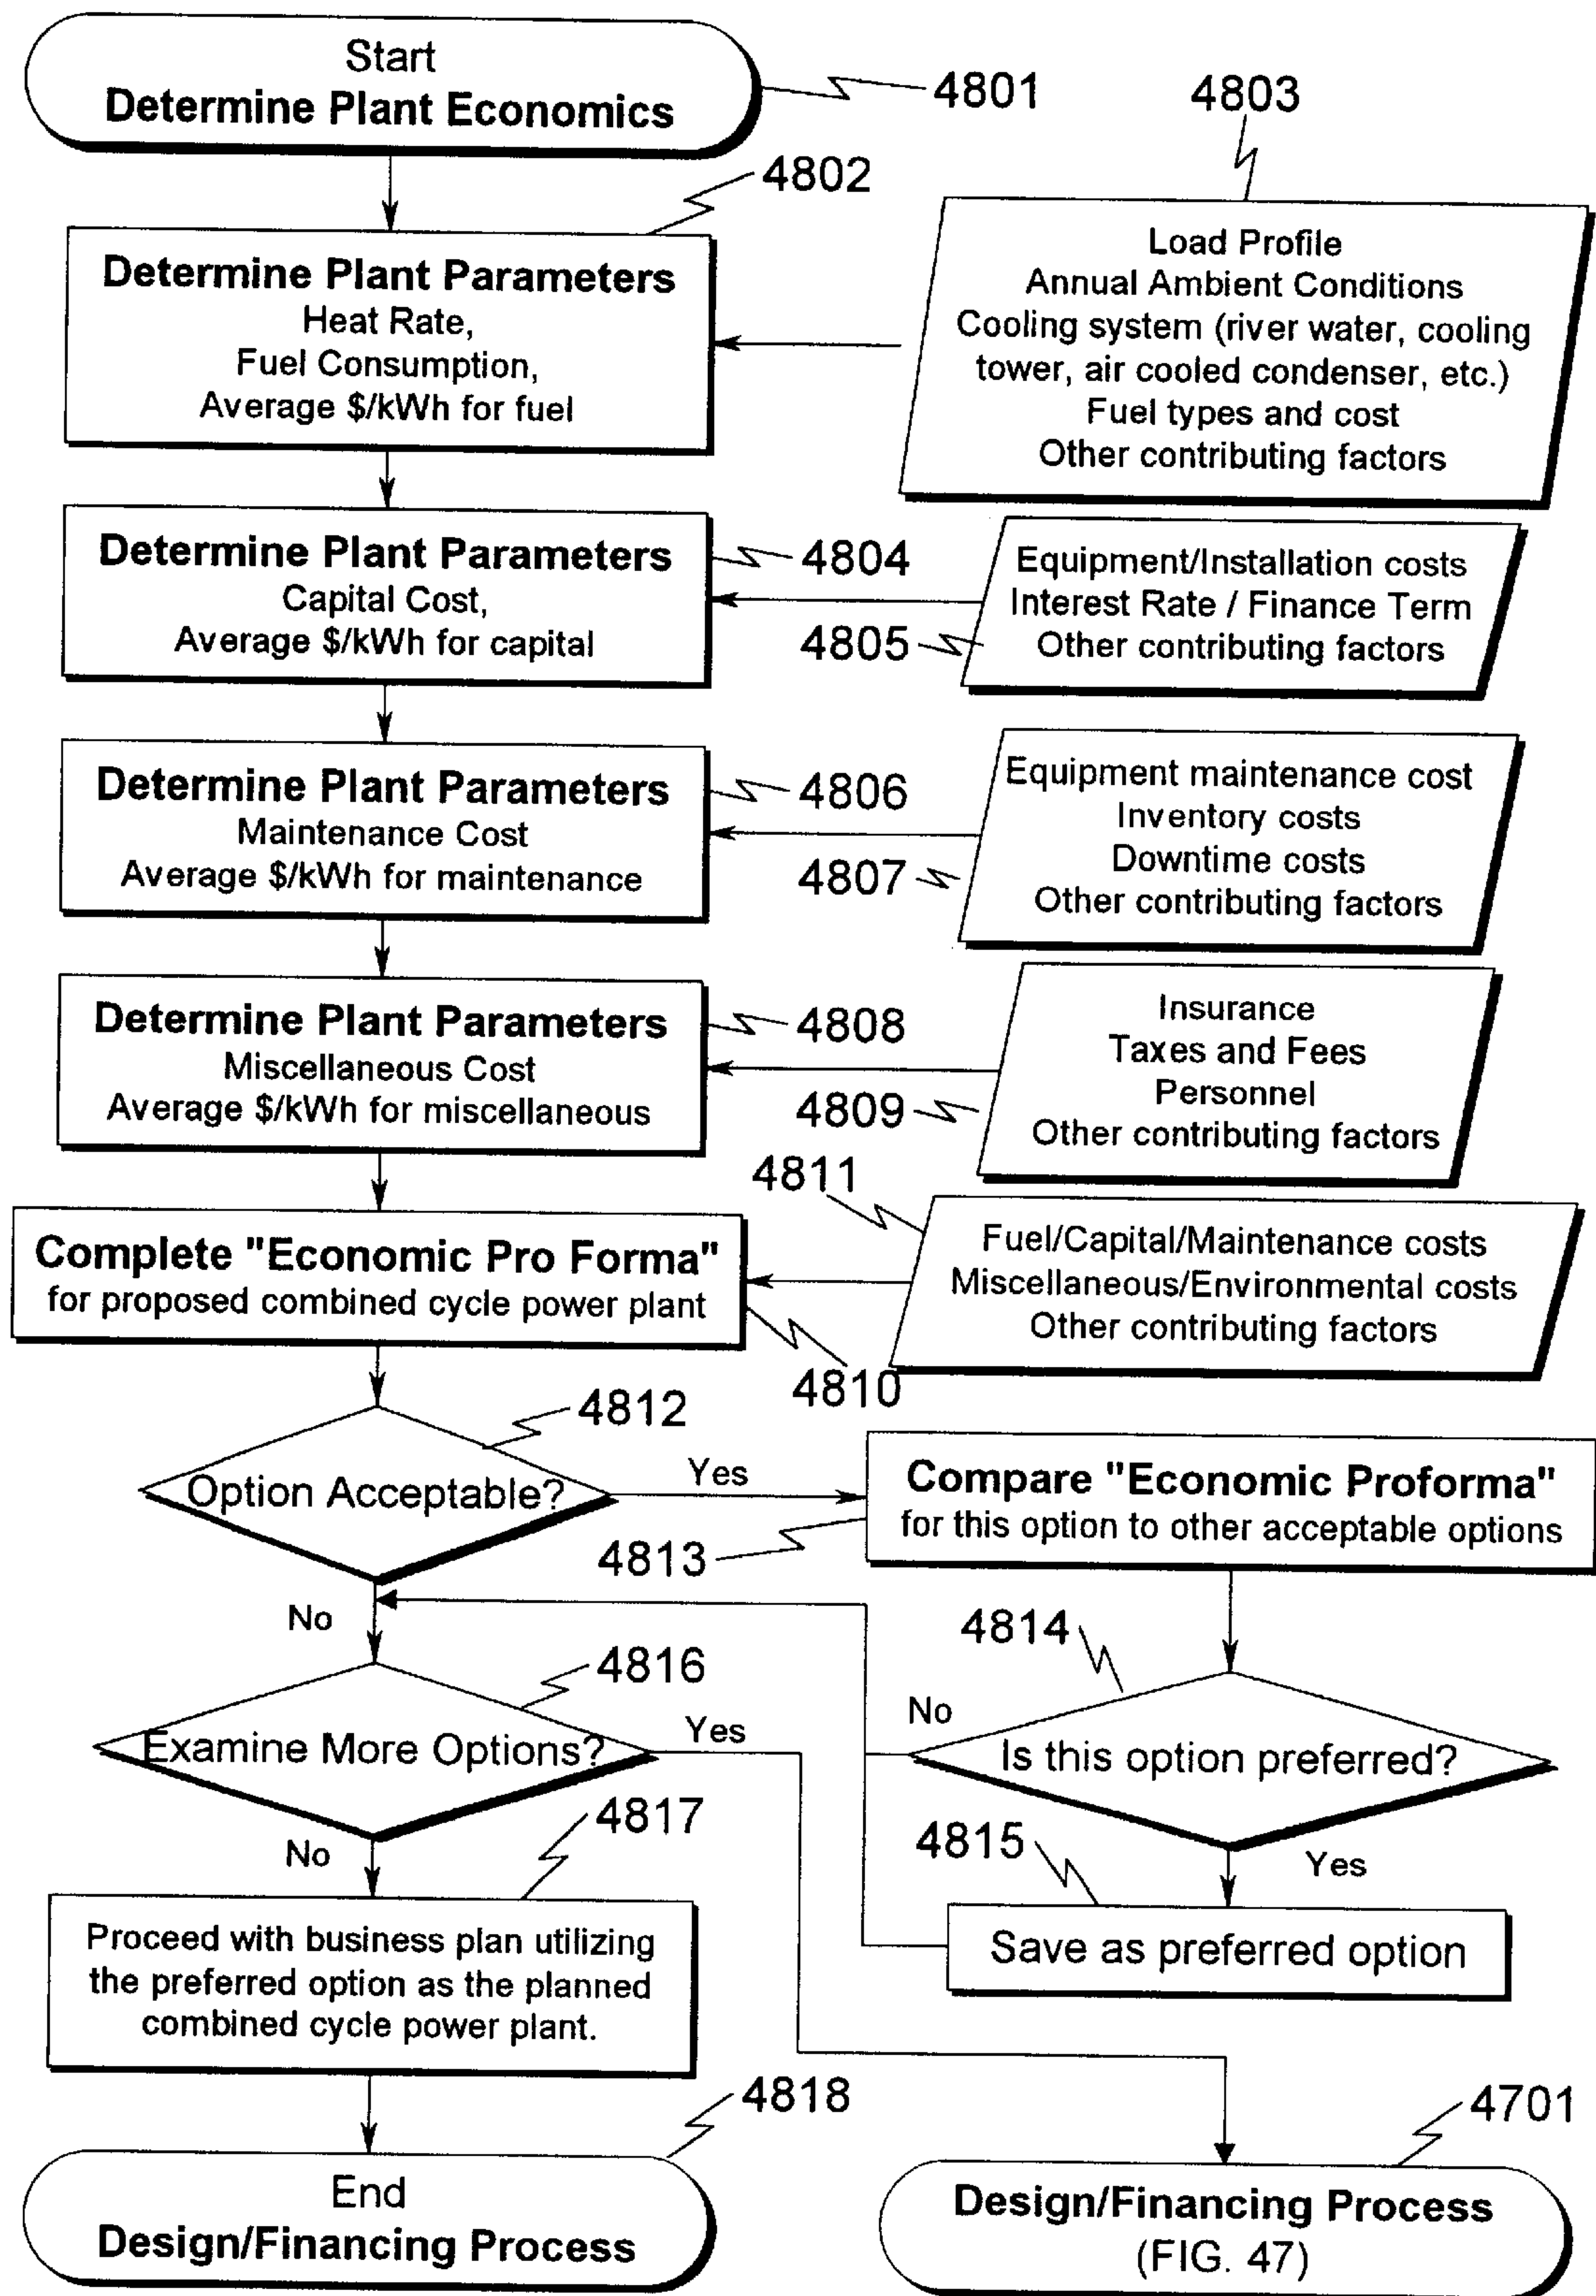 Start
Determine Plant Economics
4801
4803
4802
Determine Plant Parameters
Heat Rate,
Fuel Consumption,
Average $/kWh for fuel
Load Profile
Annual Ambient Conditions
Cooling system (river water, cooling
tower, air cooled condenser, etc.)
Fuel types and cost
Other contributing factors
Determine Plant Parameters
Capital Cost,
Average $/kWh for capital
4804
4805
Equipment/Installation costs
Interest Rate / Finance Term
Other contributing factors
Determine Plant Parameters
Maintenance Cost
Average $/kWh for maintenance
4806
4807
Equipment maintenance cost
Inventory costs
Downtime costs
Other contributing factors
Determine Plant Parameters
Miscellaneous Cost
Average $/kWh for miscellaneous
4808
4809
Insurance
Taxes and Fees
Personnel
Other contributing factors
4811
Complete "Economic Pro Forma"
for proposed combined cycle power plant
4810
Fuel/Capital/Maintenance costs
Miscellaneous/Environmental costs
Other contributing factors
4812
Option Acceptable?
Yes
No
4813
Compare "Economic Proforma"
for this option to other acceptable options
4814
Is this option preferred?
No
Yes
4816
Examine More Options?
Yes
No
4815
Save as preferred option
4817
Proceed with business plan utilizing
the preferred option as the planned
combined cycle power plant.
4818
End
Design/Financing Process
4701
Design/Financing Process
(FIG. 47)